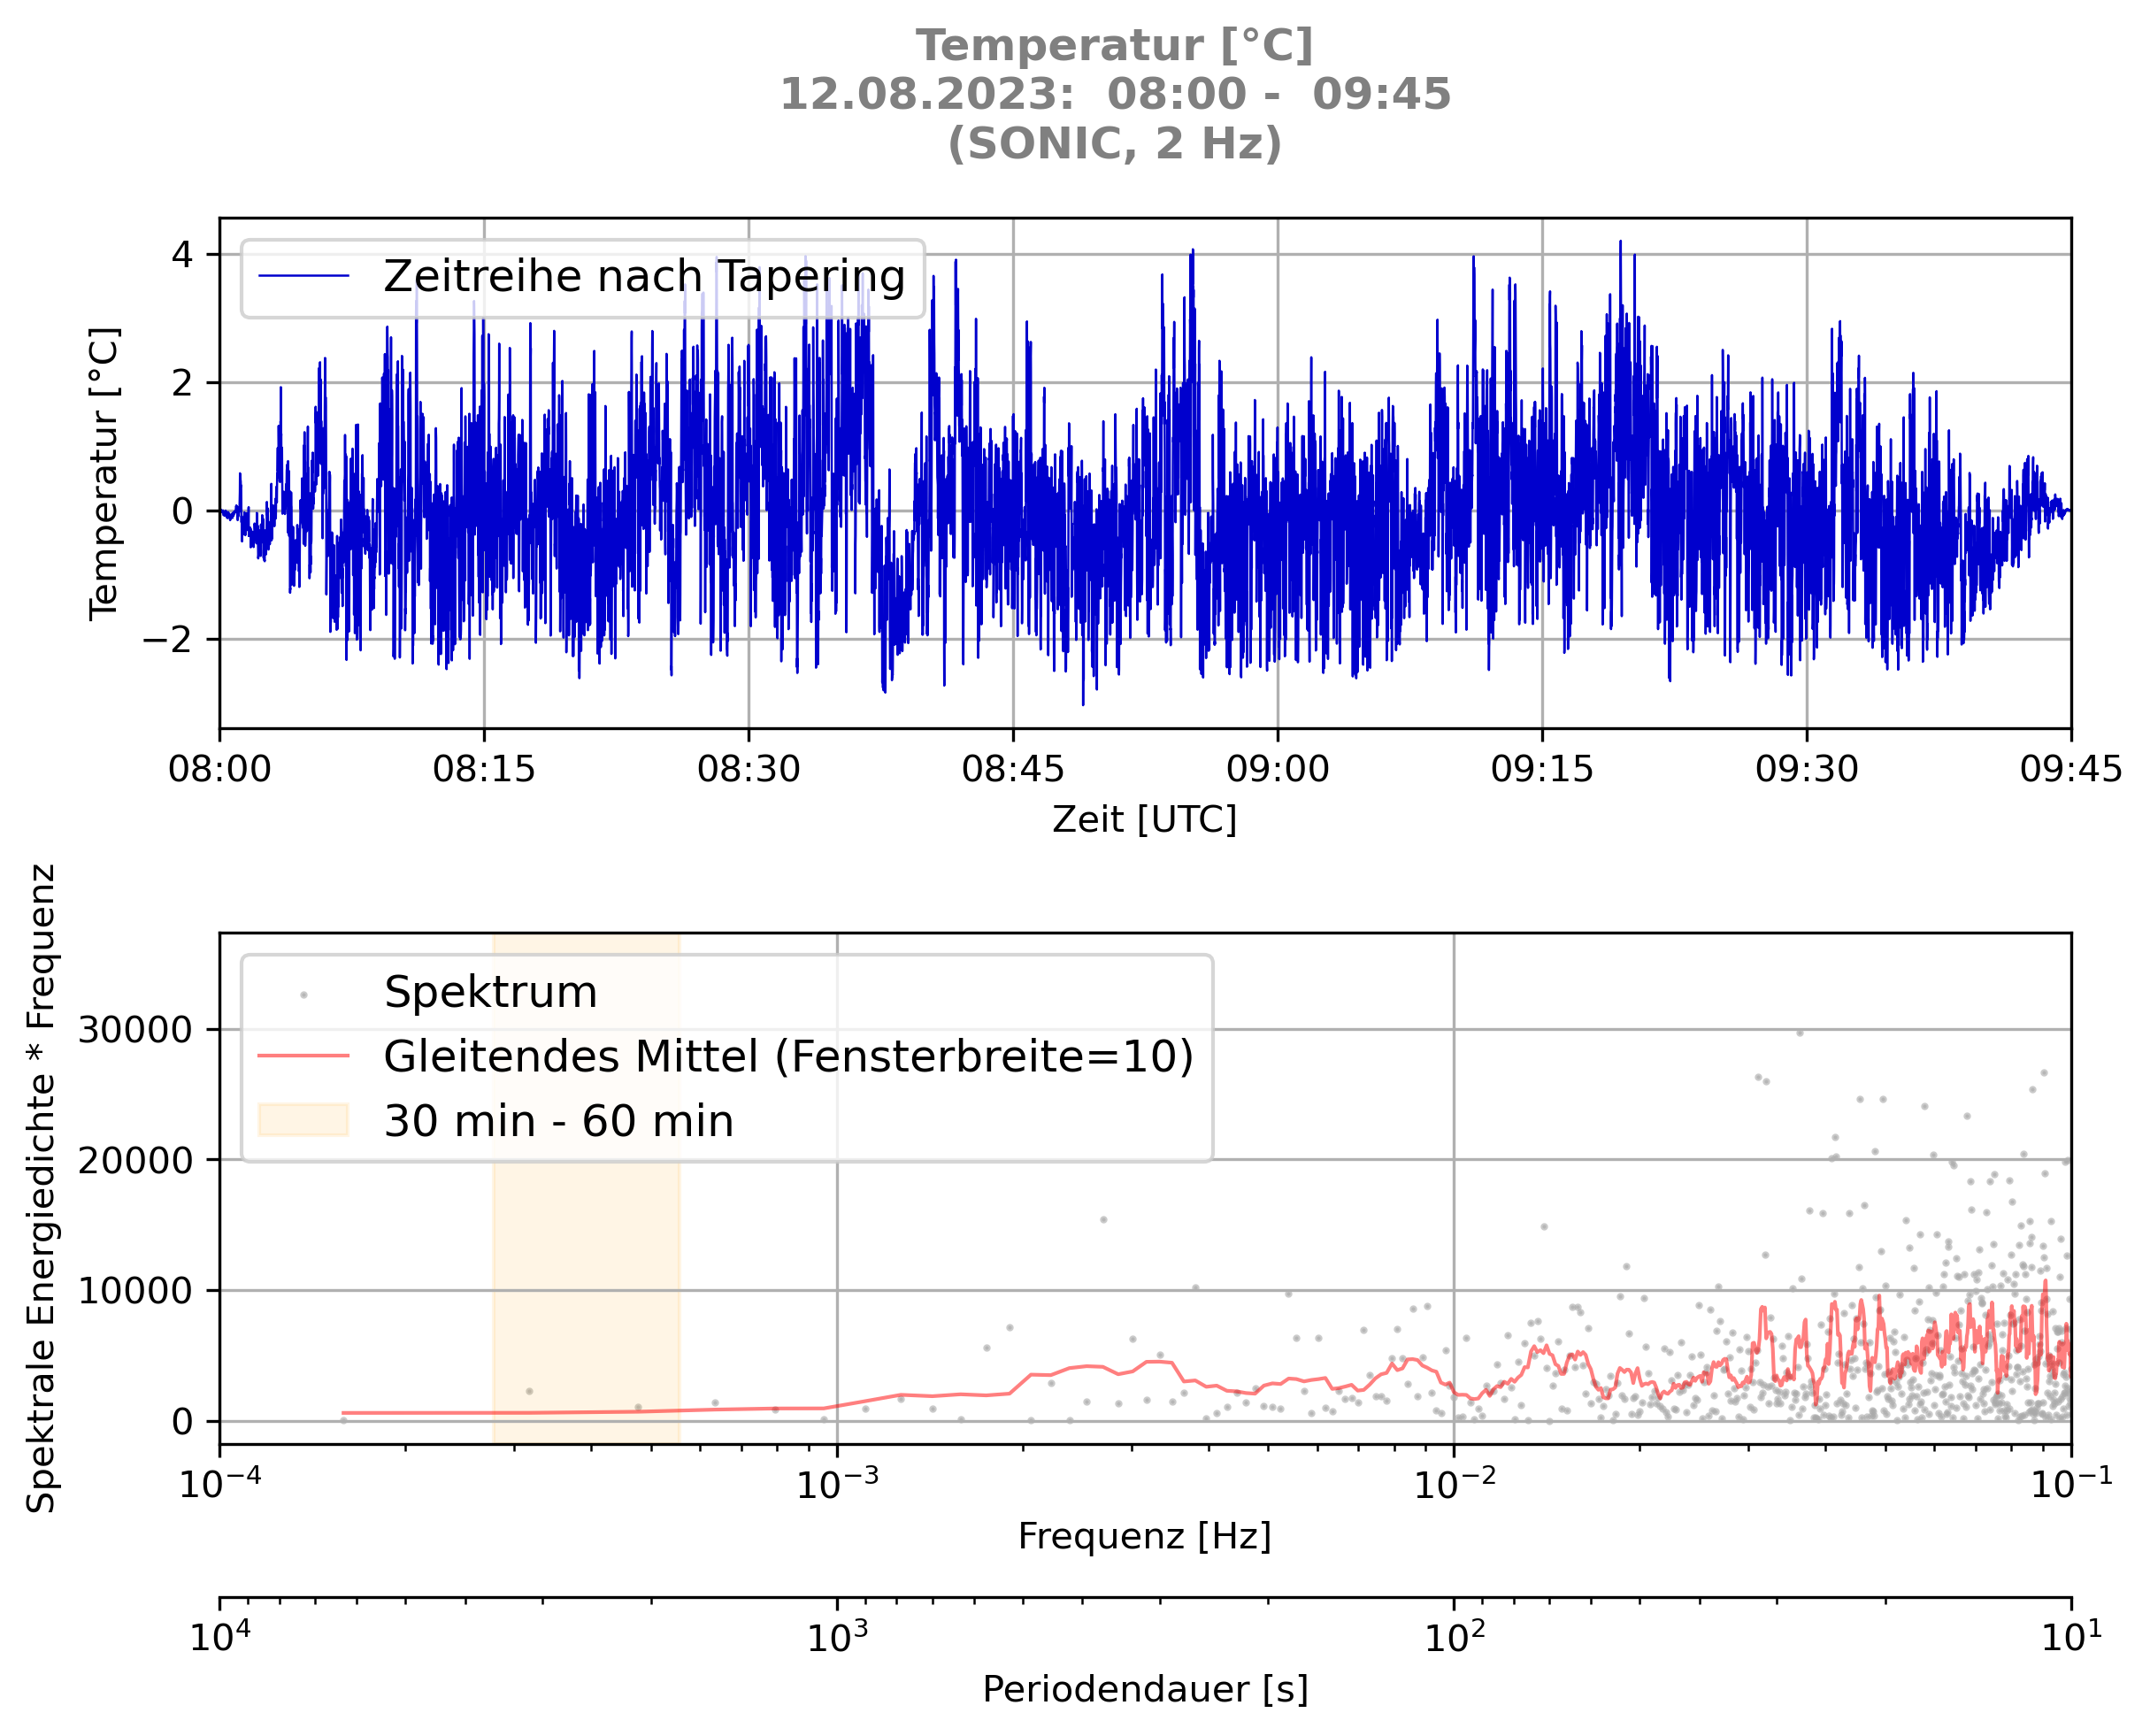 Temperatur [°C]
12.08.2023:  08:00 -  09:45
(SONIC, 2 Hz)
Temperatur [°C]
4
2
0
−2
Zeitreihe nach Tapering
08:00 08:15 08:30 08:45 09:00 09:15 09:30 09:45
Zeit [UTC]
Spektrale Energiedichte * Frequenz
30000
20000
10000
0
Spektrum
Gleitendes Mittel (Fensterbreite=10)
30 min - 60 min
10⁻⁴ 10⁻³ 10⁻² 10⁻¹
Frequenz [Hz]
10⁴ 10³ 10² 10¹
Periodendauer [s]